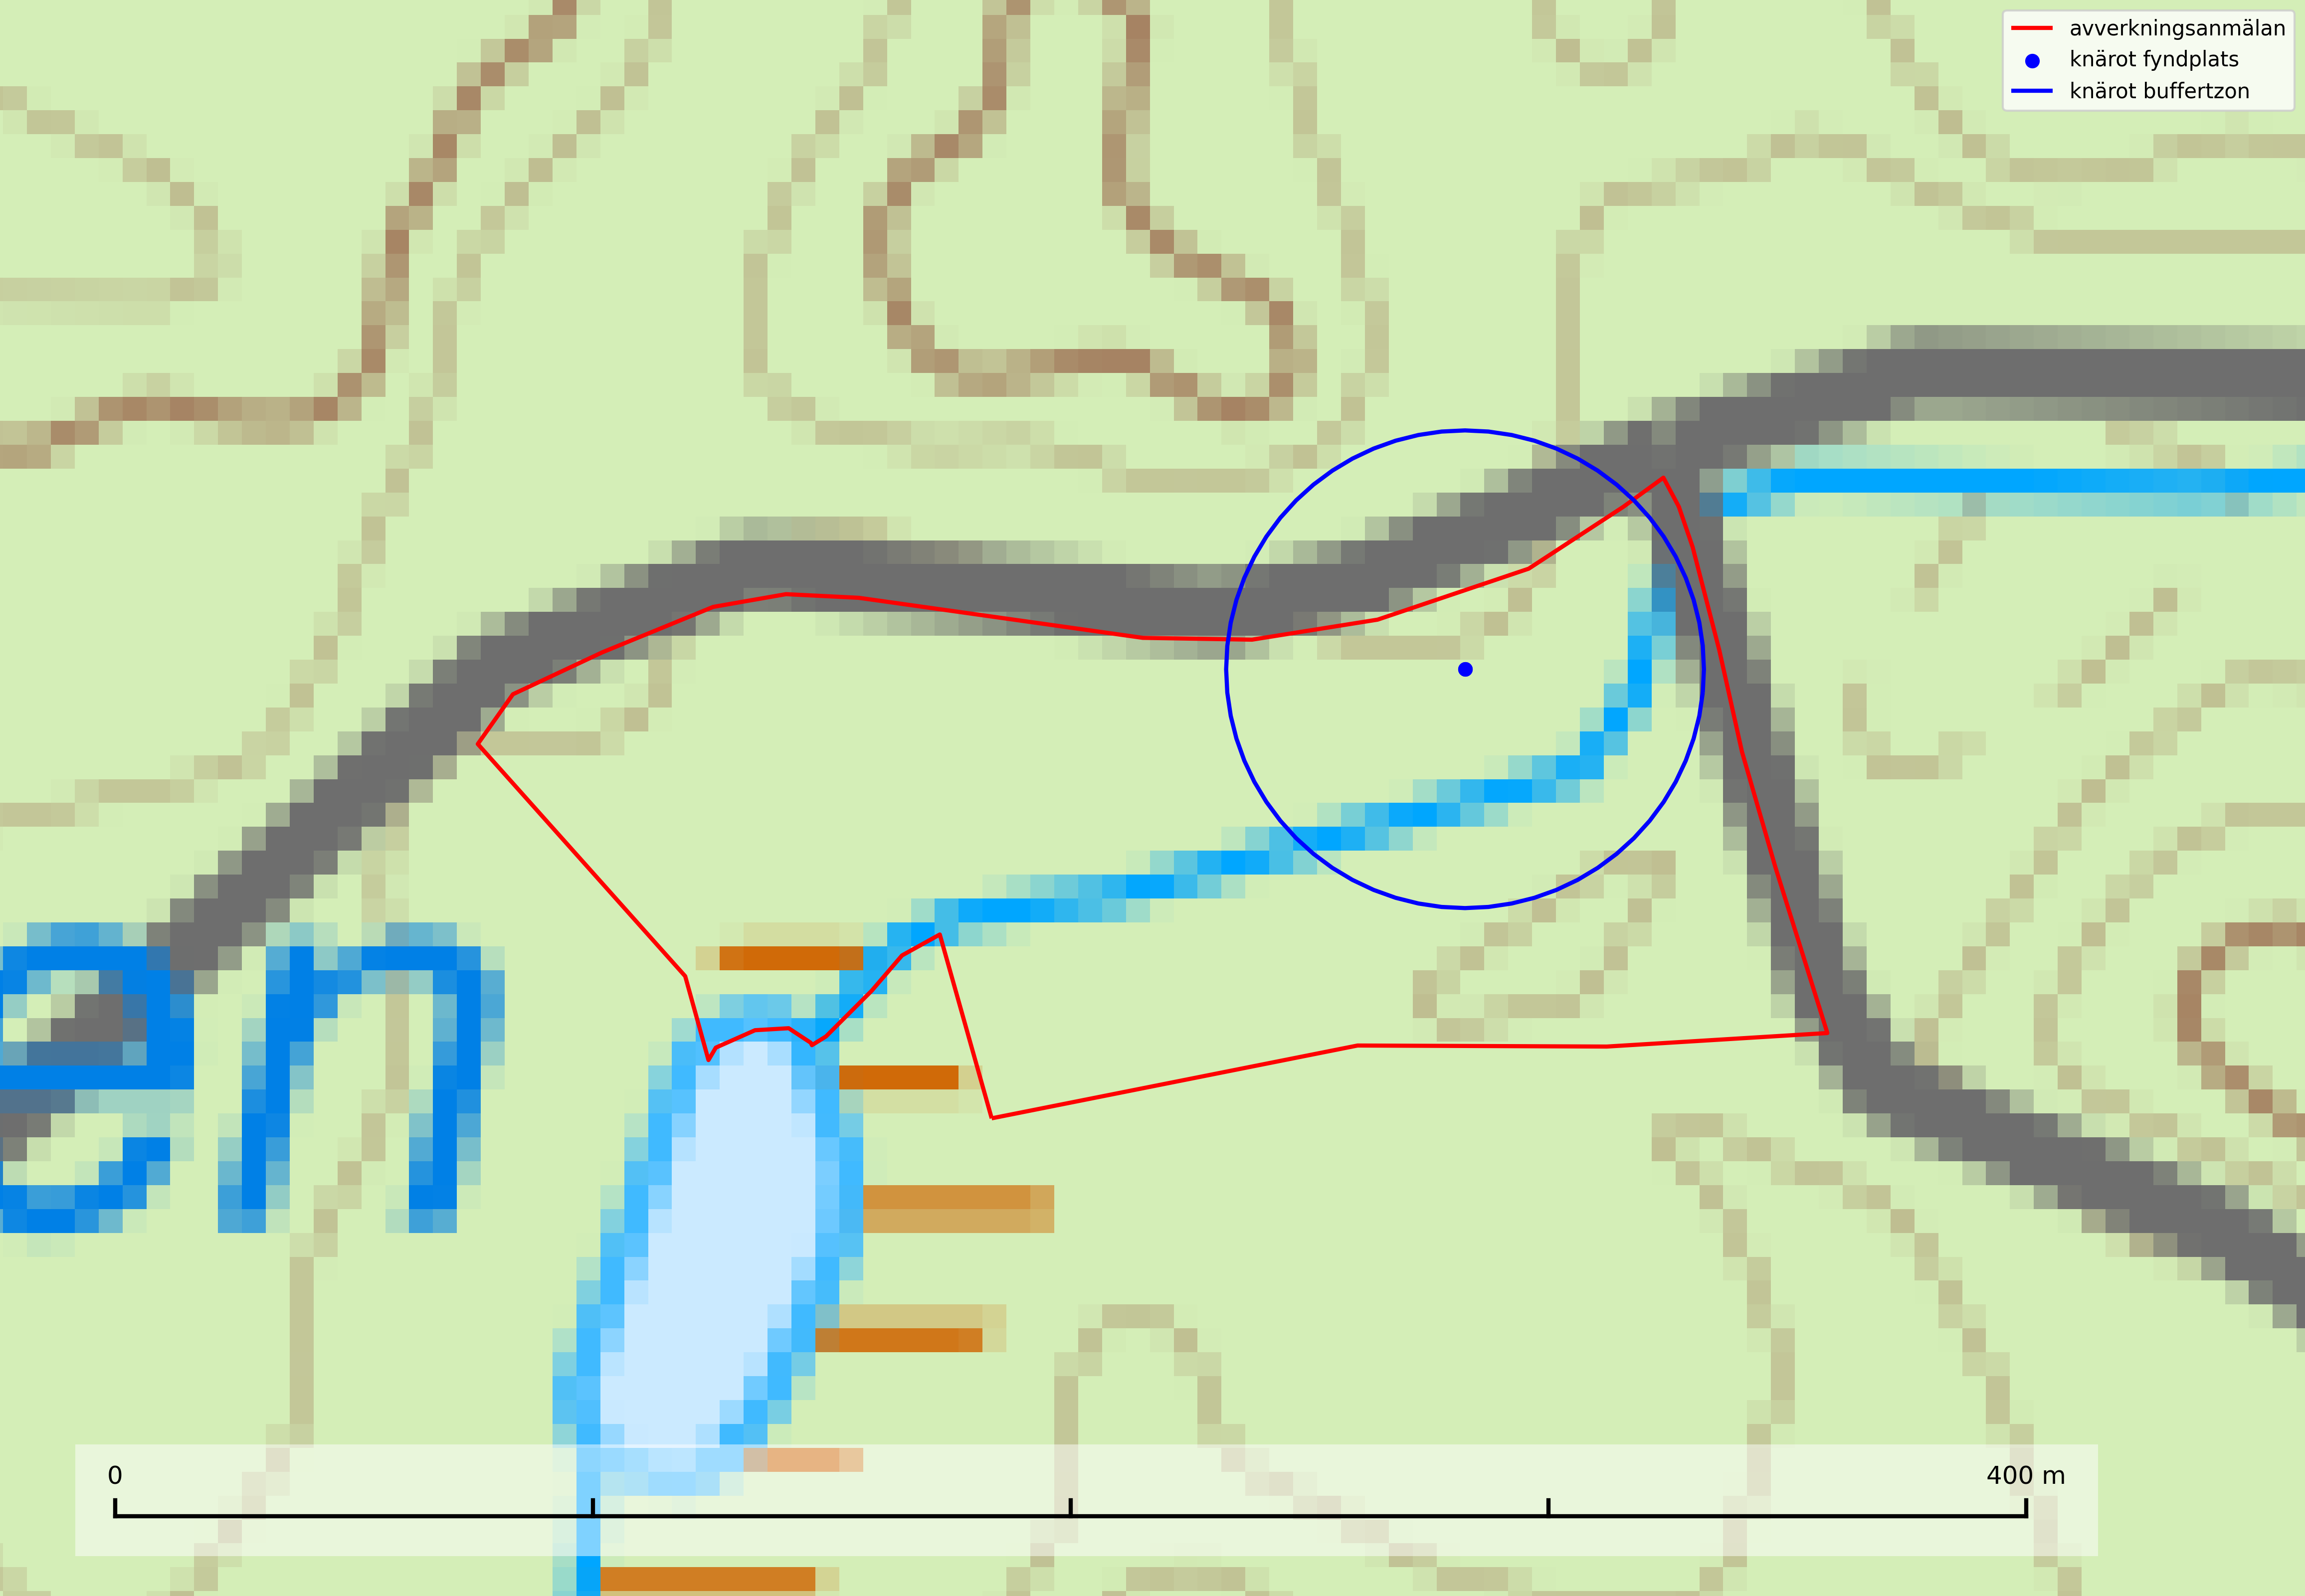 avverkningsanmälan
knärot fyndplats
knärot buffertzon
0
400 m